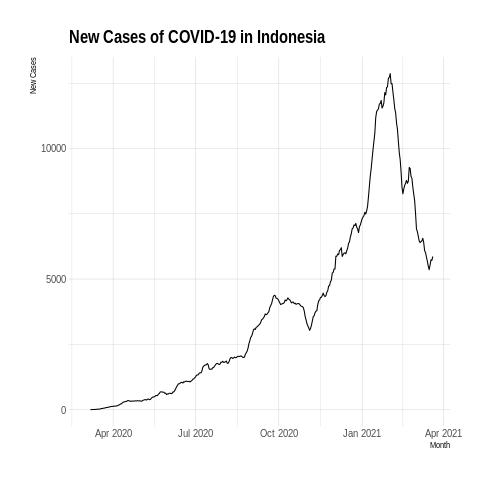 New Cases of COVID-19 in Indonesia
New Cases
10000
5000
0
Apr 2020 Jul 2020 Oct 2020 Jan 2021 Apr 2021
Month